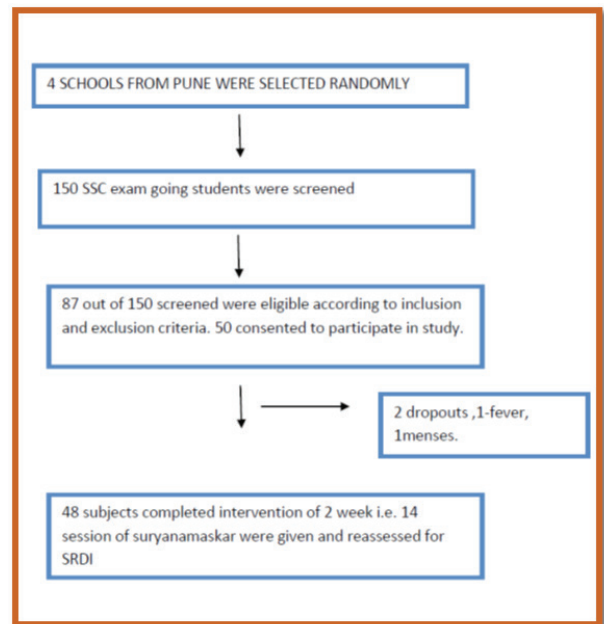 4 SCHOOLS FROM PUNE WERE SELECTED RANDOMLY
150 SSC exam going students were screened
87 out of 150 screened were eligible according to inclusion
and exclusion criteria. 50 consented to participate in study.
2 dropouts ,1-fever,
1menses.
48 subjects completed intervention of 2 week i.e. 14
session of suryanamaskar were given and reassessed for
SRDI